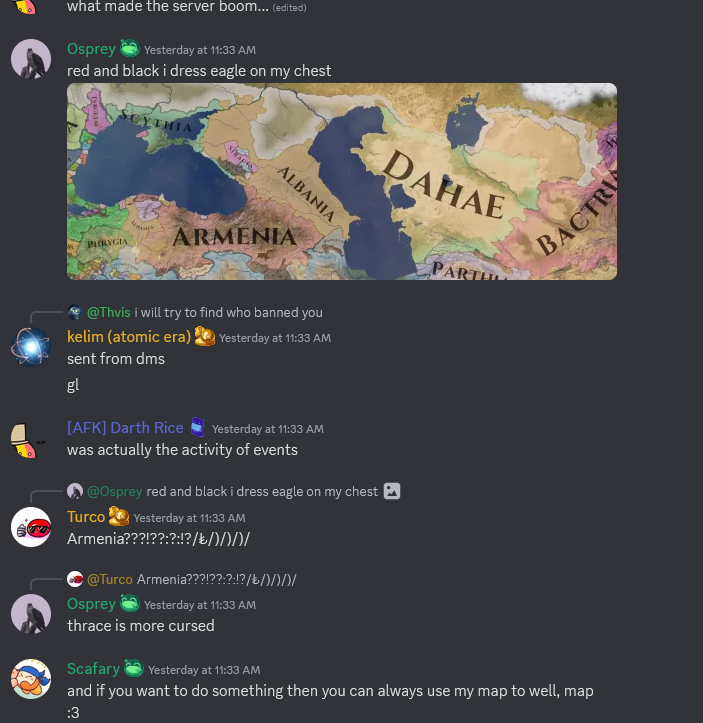 what made the server boom... (edited)
Osprey Yesterday at 11:33 AM
red and black i dress eagle on my chest
SCYTHIA
ALBANIA
DAHAE
ARMENIA
PHRYGIA
BACTRIA
PARTHI
@Thvis i will try to find who banned you
kelim (atomic era) Yesterday at 11:33 AM
sent from dms
gl
[AFK] Darth Rice Yesterday at 11:33 AM
was actually the activity of events
@Osprey red and black i dress eagle on my chest
Turco Yesterday at 11:33 AM
Armenia???!??:?:!?/₺/)/)/)/
@Turco Armenia???!??:?:!?/₺/)/)/)/
Osprey Yesterday at 11:33 AM
thrace is more cursed
Scafary Yesterday at 11:33 AM
and if you want to do something then you can always use my map to well, map
:3